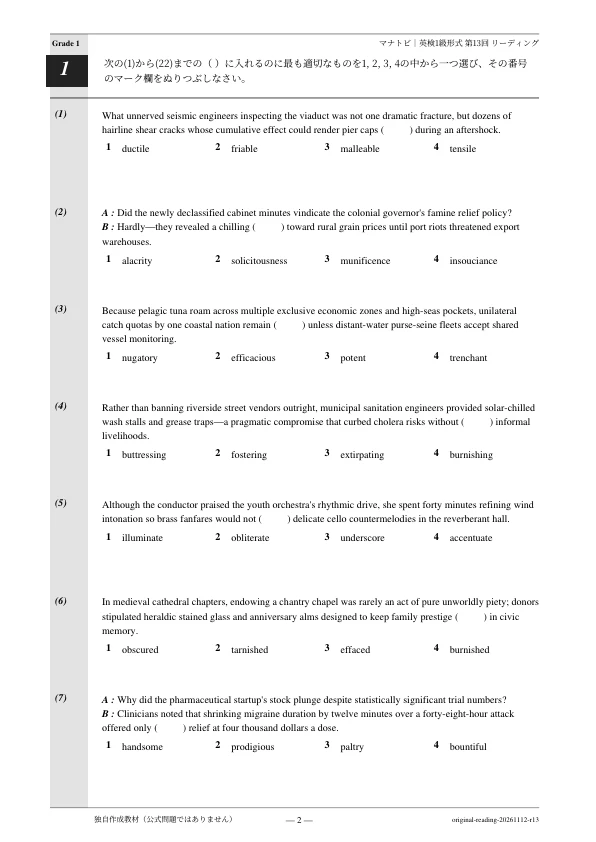 Grade 1
マナトビ｜英検1級形式 第13回 リーディング
1
次の(1)から(22)までの（ ）に入れるのに最も適切なものを1, 2, 3, 4の中から一つ選び、その番号
のマーク欄をぬりつぶしなさい。
(1)
What unnerved seismic engineers inspecting the viaduct was not one dramatic fracture, but dozens of
hairline shear cracks whose cumulative effect could render pier caps (          ) during an aftershock.
1 ductile 2 friable 3 malleable 4 tensile
(2)
A : Did the newly declassified cabinet minutes vindicate the colonial governor's famine relief policy?
B : Hardly—they revealed a chilling (          ) toward rural grain prices until port riots threatened export
warehouses.
1 alacrity 2 solicitousness 3 munificence 4 insouciance
(3)
Because pelagic tuna roam across multiple exclusive economic zones and high-seas pockets, unilateral
catch quotas by one coastal nation remain (          ) unless distant-water purse-seine fleets accept shared
vessel monitoring.
1 nugatory 2 efficacious 3 potent 4 trenchant
(4)
Rather than banning riverside street vendors outright, municipal sanitation engineers provided solar-chilled
wash stalls and grease traps—a pragmatic compromise that curbed cholera risks without (          ) informal
livelihoods.
1 buttressing 2 fostering 3 extirpating 4 burnishing
(5)
Although the conductor praised the youth orchestra's rhythmic drive, she spent forty minutes refining wind
intonation so brass fanfares would not (          ) delicate cello countermelodies in the reverberant hall.
1 illuminate 2 obliterate 3 underscore 4 accentuate
(6)
In medieval cathedral chapters, endowing a chantry chapel was rarely an act of pure unworldly piety; donors
stipulated heraldic stained glass and anniversary alms designed to keep family prestige (          ) in civic
memory.
1 obscured 2 tarnished 3 effaced 4 burnished
(7)
A : Why did the pharmaceutical startup's stock plunge despite statistically significant trial numbers?
B : Clinicians noted that shrinking migraine duration by twelve minutes over a forty-eight-hour attack
offered only (          ) relief at four thousand dollars a dose.
1 handsome 2 prodigious 3 paltry 4 bountiful
独自作成教材（公式問題ではありません）
— 2 —
original-reading-20261112-r13